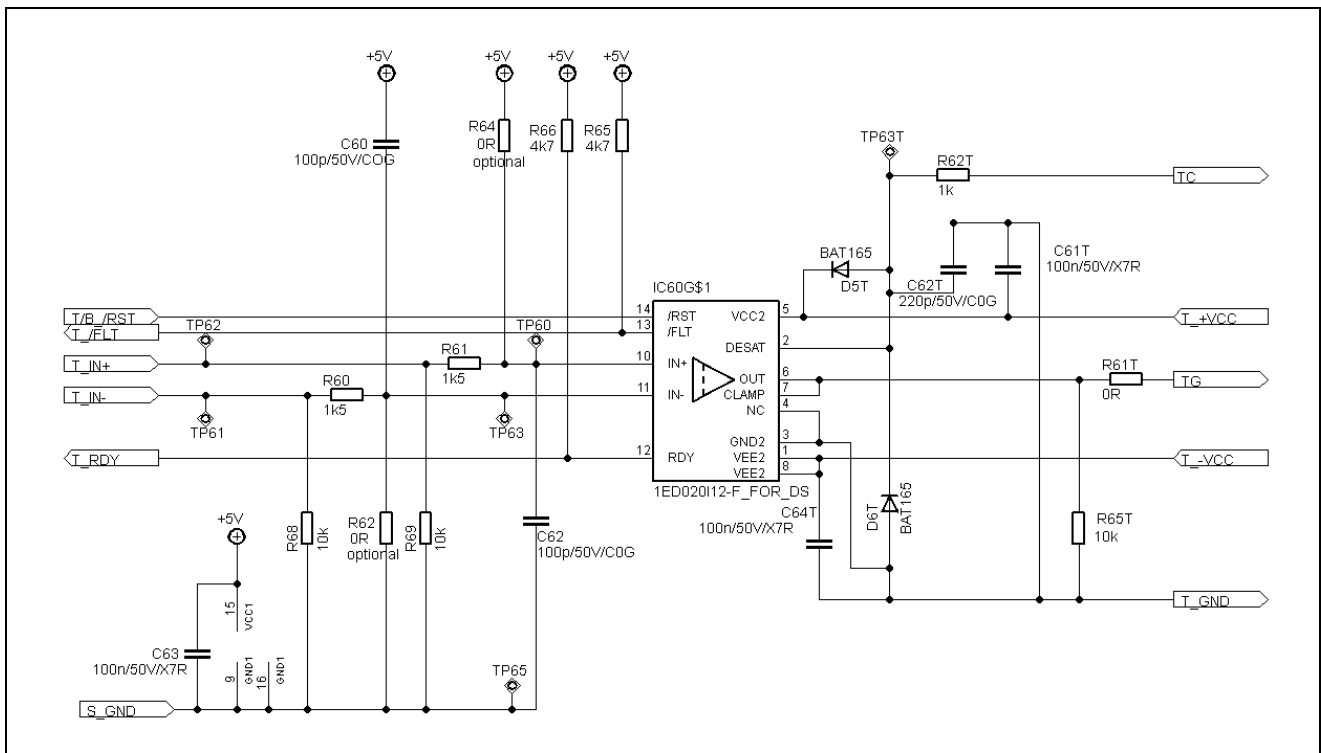 +5V
+5V
+5V
+5V
C60
100p/50V/COG
R64
0R
optional
R66
4k7
R65
4k7
TP63T
R62T
1k
TC
BAT165
D5T
C62T
220p/50V/C0G
C61T
100n/50V/X7R
IC60G$1
T/B_/RST
14
/RST
VCC2
5
T_+VCC
T_/FLT
13
/FLT
TP62
TP60
DESAT
2
T_IN+
R61
1k5
10
IN+
OUT
6
R61T
0R
TG
T_IN-
R60
1k5
11
IN-
CLAMP
7
TP61
TP63
NC
4
GND2
3
T_RDY
12
RDY
VEE2
1
T_-VCC
VEE2
8
1ED020I12-F_FOR_DS
C64T
100n/50V/X7R
D6T
BAT165
R65T
10k
+5V
R68
10k
R62
0R
optional
R69
10k
C62
100p/50V/C0G
15
VCC1
T_GND
C63
100n/50V/X7R
9
GND1
16
GND1
TP65
S_GND